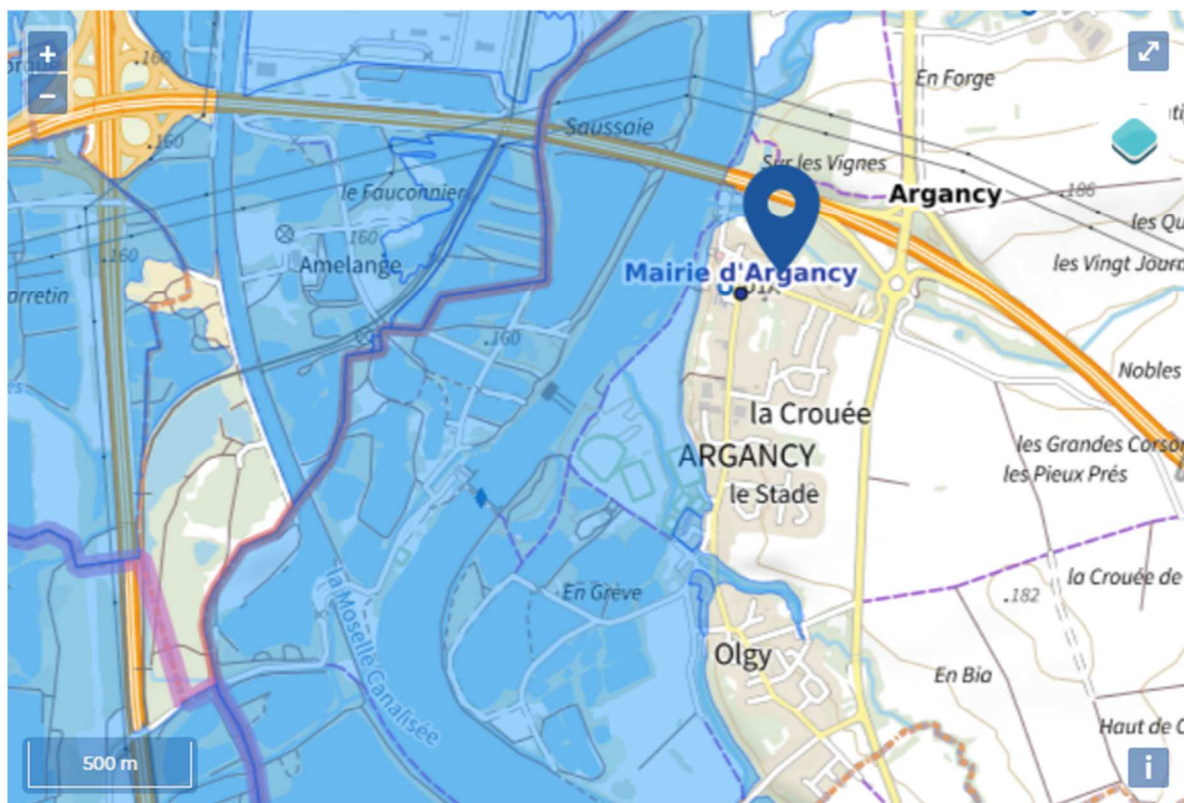 +
−
.160
En Forge
Saussaie
.160
Sur les Vignes
.186
Argancy
le Fauconnier
les Qu
160
Amelange
les Vingt Journ
Mairie d'Argancy
.160
arretin
.160
Nobles
la Crouée
les Grandes Corson
ARGANCY
les Pieux Prés
le Stade
la Crouée de
.182
En Grève
la Moselle Canalisée
Olgy
En Bia
Haut de C
500 m
i